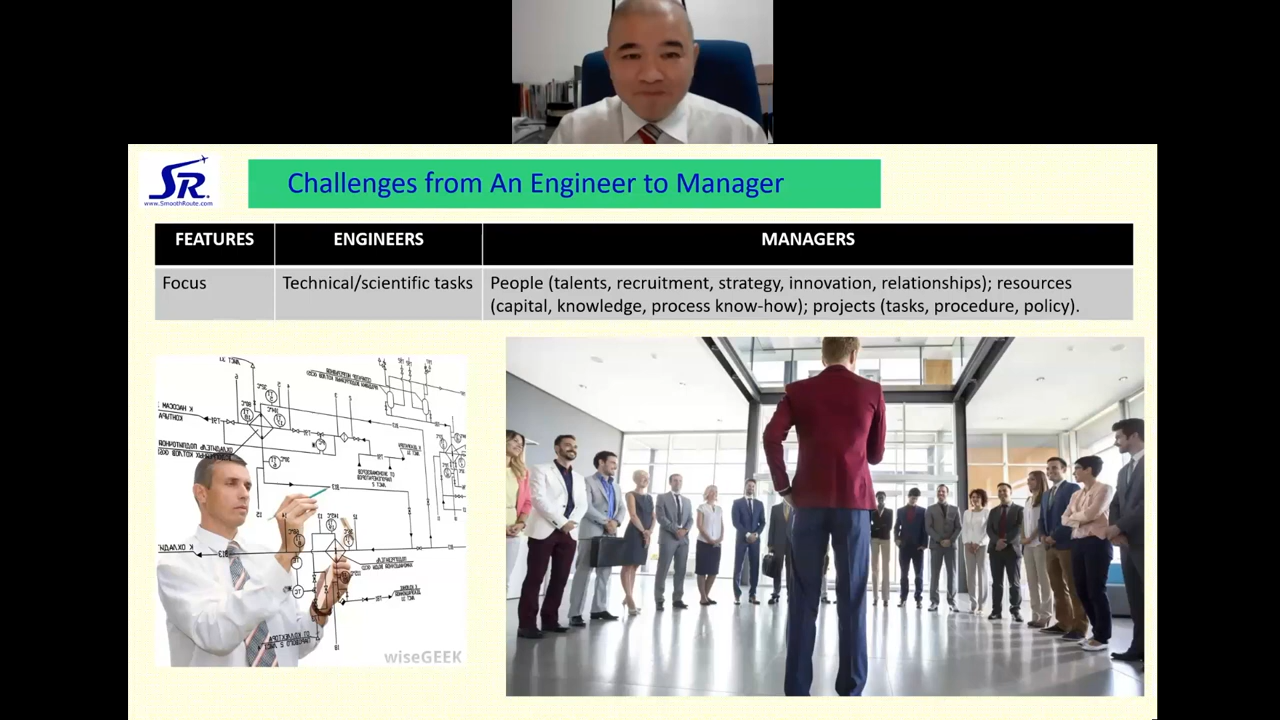 SR.
www.SmoothRoute.com
Challenges from An Engineer to Manager
FEATURES
ENGINEERS
MANAGERS
Focus
Technical/scientific tasks
People (talents, recruitment, strategy, innovation, relationships); resources
(capital, knowledge, process know-how); projects (tasks, procedure, policy).
wiseGEEK